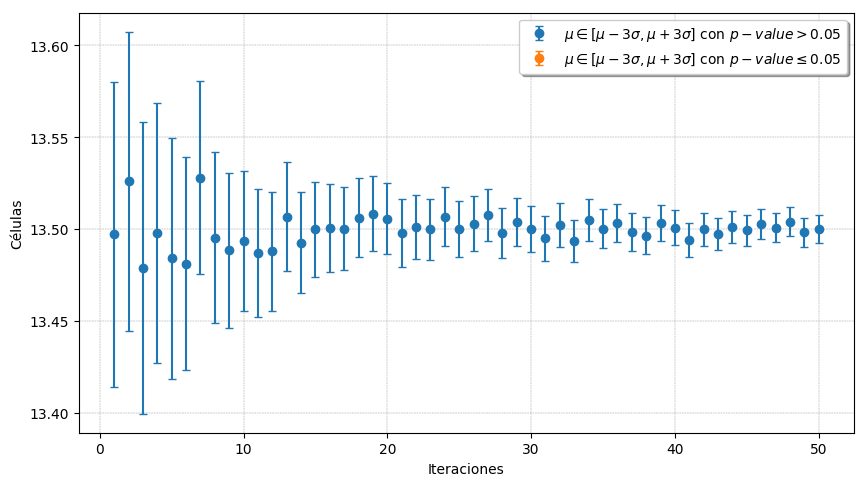 μ ∈ [μ − 3σ, μ + 3σ] con p − value > 0.05
μ ∈ [μ − 3σ, μ + 3σ] con p − value ≤ 0.05
13.60
13.55
13.50
13.45
13.40
Células
0 10 20 30 40 50
Iteraciones